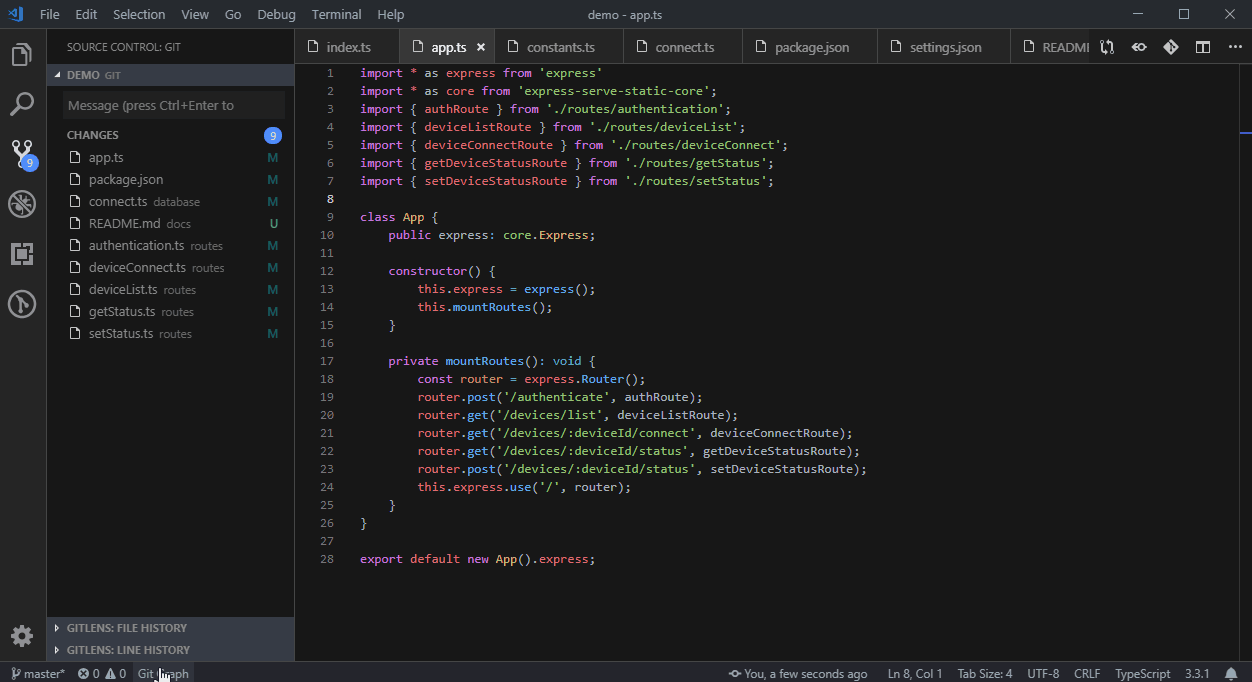 File Edit Selection View Go Debug Terminal Help demo - app.ts
SOURCE CONTROL: GIT
index.ts app.ts constants.ts connect.ts package.json settings.json README
DEMO GIT
Message (press Ctrl+Enter to
CHANGES 9
9
app.ts M
package.json M
connect.ts database M
README.md docs U
authentication.ts routes M
deviceConnect.ts routes M
deviceList.ts routes M
getStatus.ts routes M
setStatus.ts routes M
GITLENS: FILE HISTORY
GITLENS: LINE HISTORY
1 import * as express from 'express'
2 import * as core from 'express-serve-static-core';
3 import { authRoute } from './routes/authentication';
4 import { deviceListRoute } from './routes/deviceList';
5 import { deviceConnectRoute } from './routes/deviceConnect';
6 import { getDeviceStatusRoute } from './routes/getStatus';
7 import { setDeviceStatusRoute } from './routes/setStatus';
8
9 class App {
10 public express: core.Express;
11
12 constructor() {
13 this.express = express();
14 this.mountRoutes();
15 }
16
17 private mountRoutes(): void {
18 const router = express.Router();
19 router.post('/authenticate', authRoute);
20 router.get('/devices/list', deviceListRoute);
21 router.get('/devices/:deviceId/connect', deviceConnectRoute);
22 router.get('/devices/:deviceId/status', getDeviceStatusRoute);
23 router.post('/devices/:deviceId/status', setDeviceStatusRoute);
24 this.express.use('/', router);
25 }
26 }
27
28 export default new App().express;
master* 0 0 Git Graph You, a few seconds ago Ln 8, Col 1 Tab Size: 4 UTF-8 CRLF TypeScript 3.3.1